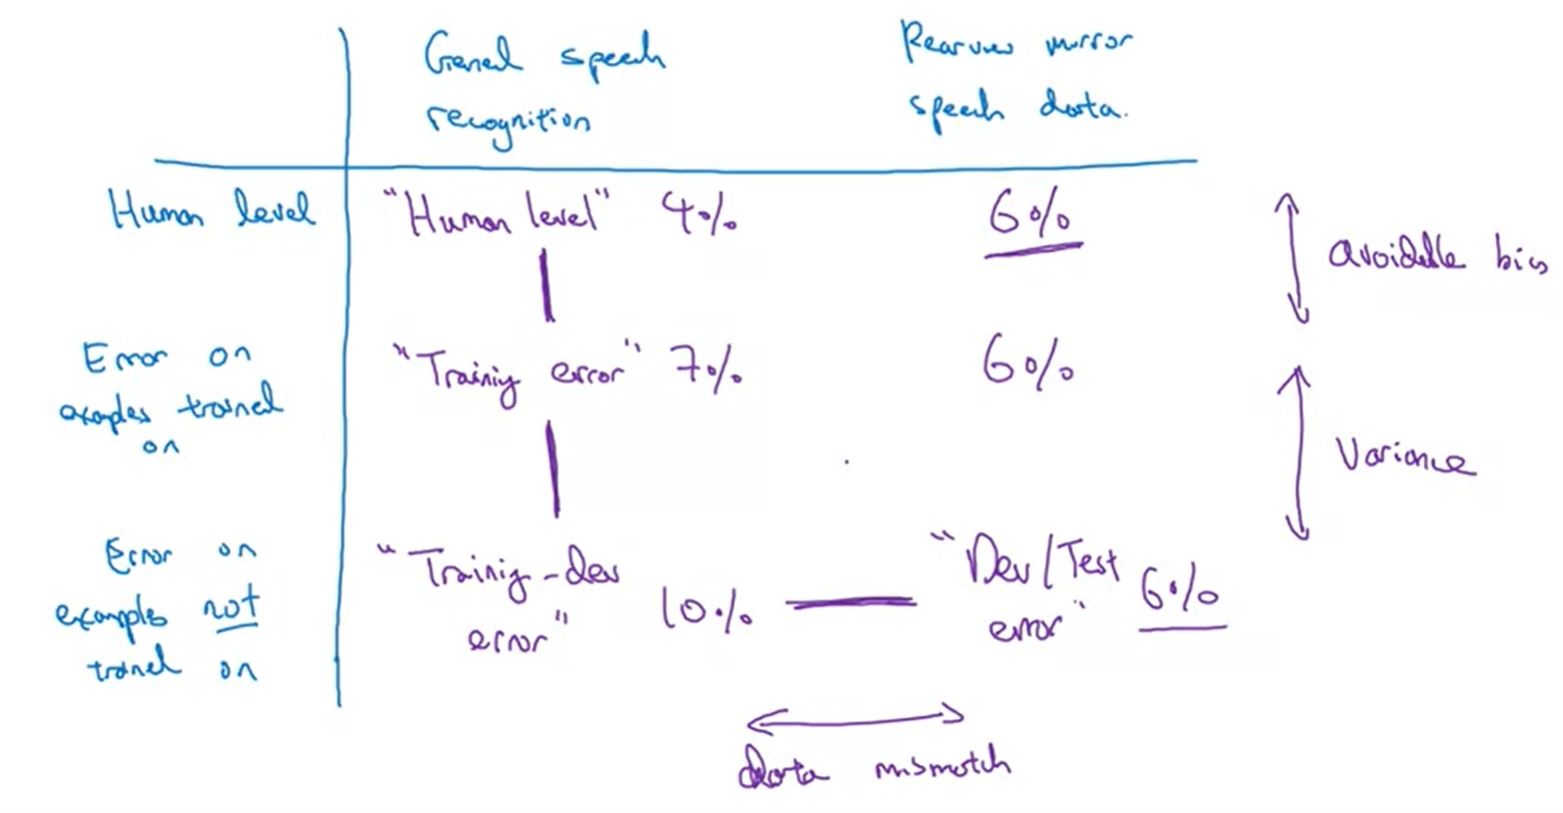 General speech
recognition
Rearview mirror
speech data.
Human level
"Human level" 4%
6%
avoidable bias
Error on
examples trained
on
"Training error" 7%
6%
Variance
Error on
examples not
trained on
"Training-dev
error"
10%
"Dev/Test
error"
6%
data mismatch